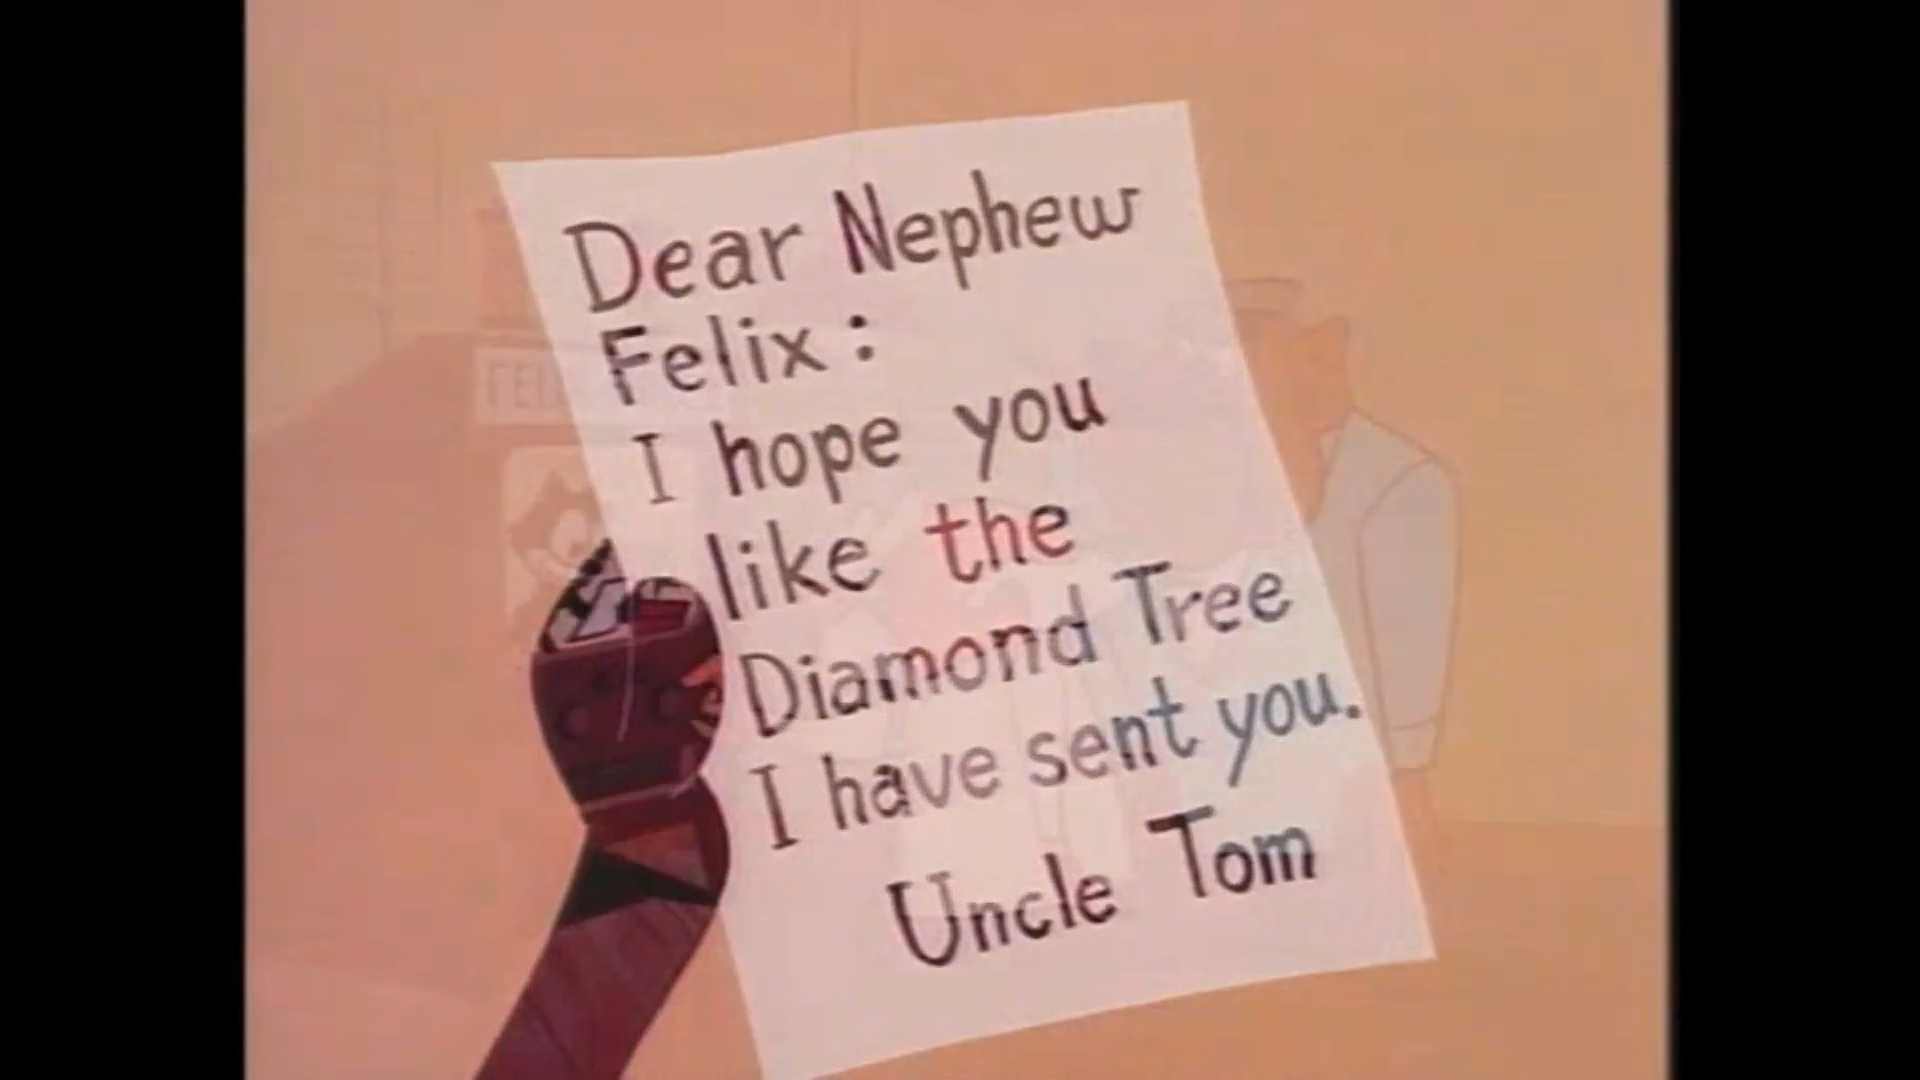 Dear Nephew
Felix:
I hope you
like the
Diamond Tree
I have sent you.
Uncle Tom